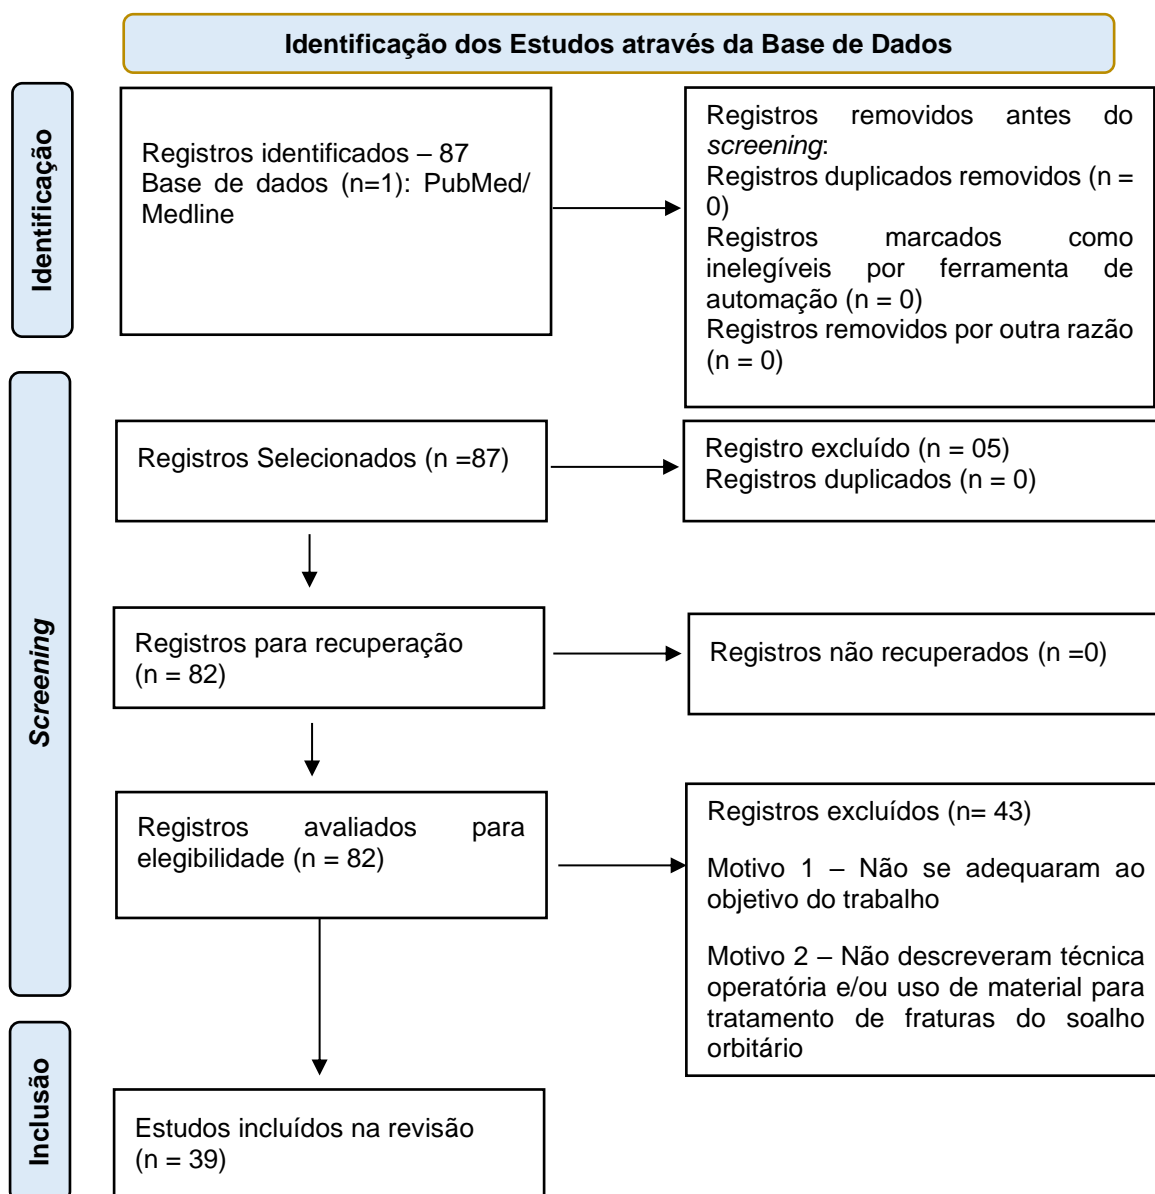 Identificação dos Estudos através da Base de Dados
Identificação
Registros identificados – 87
Base de dados (n=1): PubMed/
Medline
Registros removidos antes do
screening:
Registros duplicados removidos (n =
0)
Registros marcados como
inelegíveis por ferramenta de
automação (n = 0)
Registros removidos por outra razão
(n = 0)
Screening
Registros Selecionados (n =87)
Registro excluído (n = 05)
Registros duplicados (n = 0)
Registros para recuperação
(n = 82)
Registros não recuperados (n =0)
Registros avaliados para
elegibilidade (n = 82)
Registros excluídos (n= 43)
Motivo 1 – Não se adequaram ao
objetivo do trabalho
Motivo 2 – Não descreveram técnica
operatória e/ou uso de material para
tratamento de fraturas do soalho
orbitário
Inclusão
Estudos incluídos na revisão
(n = 39)